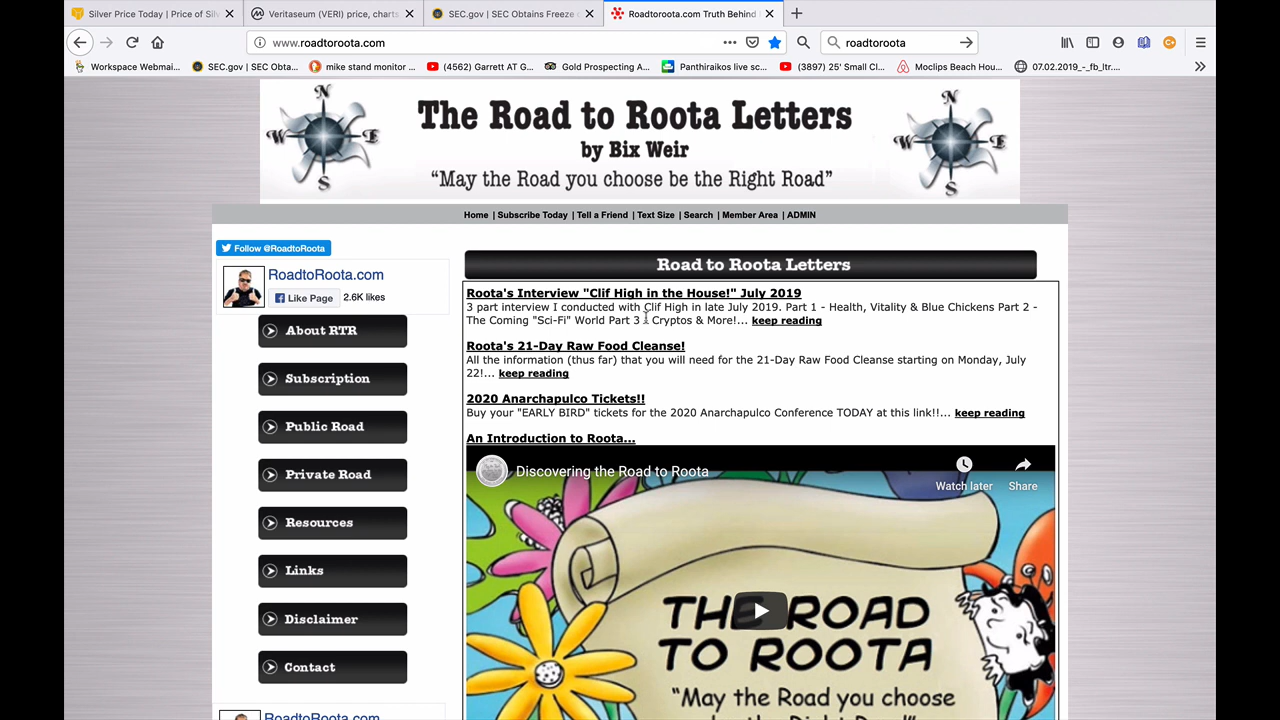 Silver Price Today | Price of Silv
Veritaseum (VERI) price, charts
SEC.gov | SEC Obtains Freeze
Roadtoroota.com Truth Behind
www.roadtoroota.com
roadtoroota
Workspace Webmai...
SEC.gov | SEC Obta...
mike stand monitor ...
(4562) Garrett AT G...
Gold Prospecting A...
Panthiraikos live sc...
(3897) 25' Small Cl...
Moclips Beach Hou...
07.02.2019_-_fb_ltr....
N
W E
S
The Road to Roota Letters
by Bix Weir
“May the Road you choose be the Right Road”
N
W E
S
Home | Subscribe Today | Tell a Friend | Text Size | Search | Member Area | ADMIN
Follow @RoadtoRoota
RoadtoRoota.com
Like Page 2.6K likes
About RTR
Subscription
Public Road
Private Road
Resources
Links
Disclaimer
Contact
RoadtoRoota.com
Road to Roota Letters
Roota's Interview "Clif High in the House!" July 2019
3 part interview I conducted with Clif High in late July 2019. Part 1 - Health, Vitality & Blue Chickens Part 2 -
The Coming "Sci-Fi" World Part 3 - Cryptos & More!... keep reading
Roota's 21-Day Raw Food Cleanse!
All the information (thus far) that you will need for the 21-Day Raw Food Cleanse starting on Monday, July
22!... keep reading
2020 Anarchapulco Tickets!!
Buy your "EARLY BIRD" tickets for the 2020 Anarchapulco Conference TODAY at this link!!... keep reading
An Introduction to Roota...
Discovering the Road to Roota
Watch later
Share
THE ROAD
TO ROOTA
“May the Road you choose
be the Right Road”